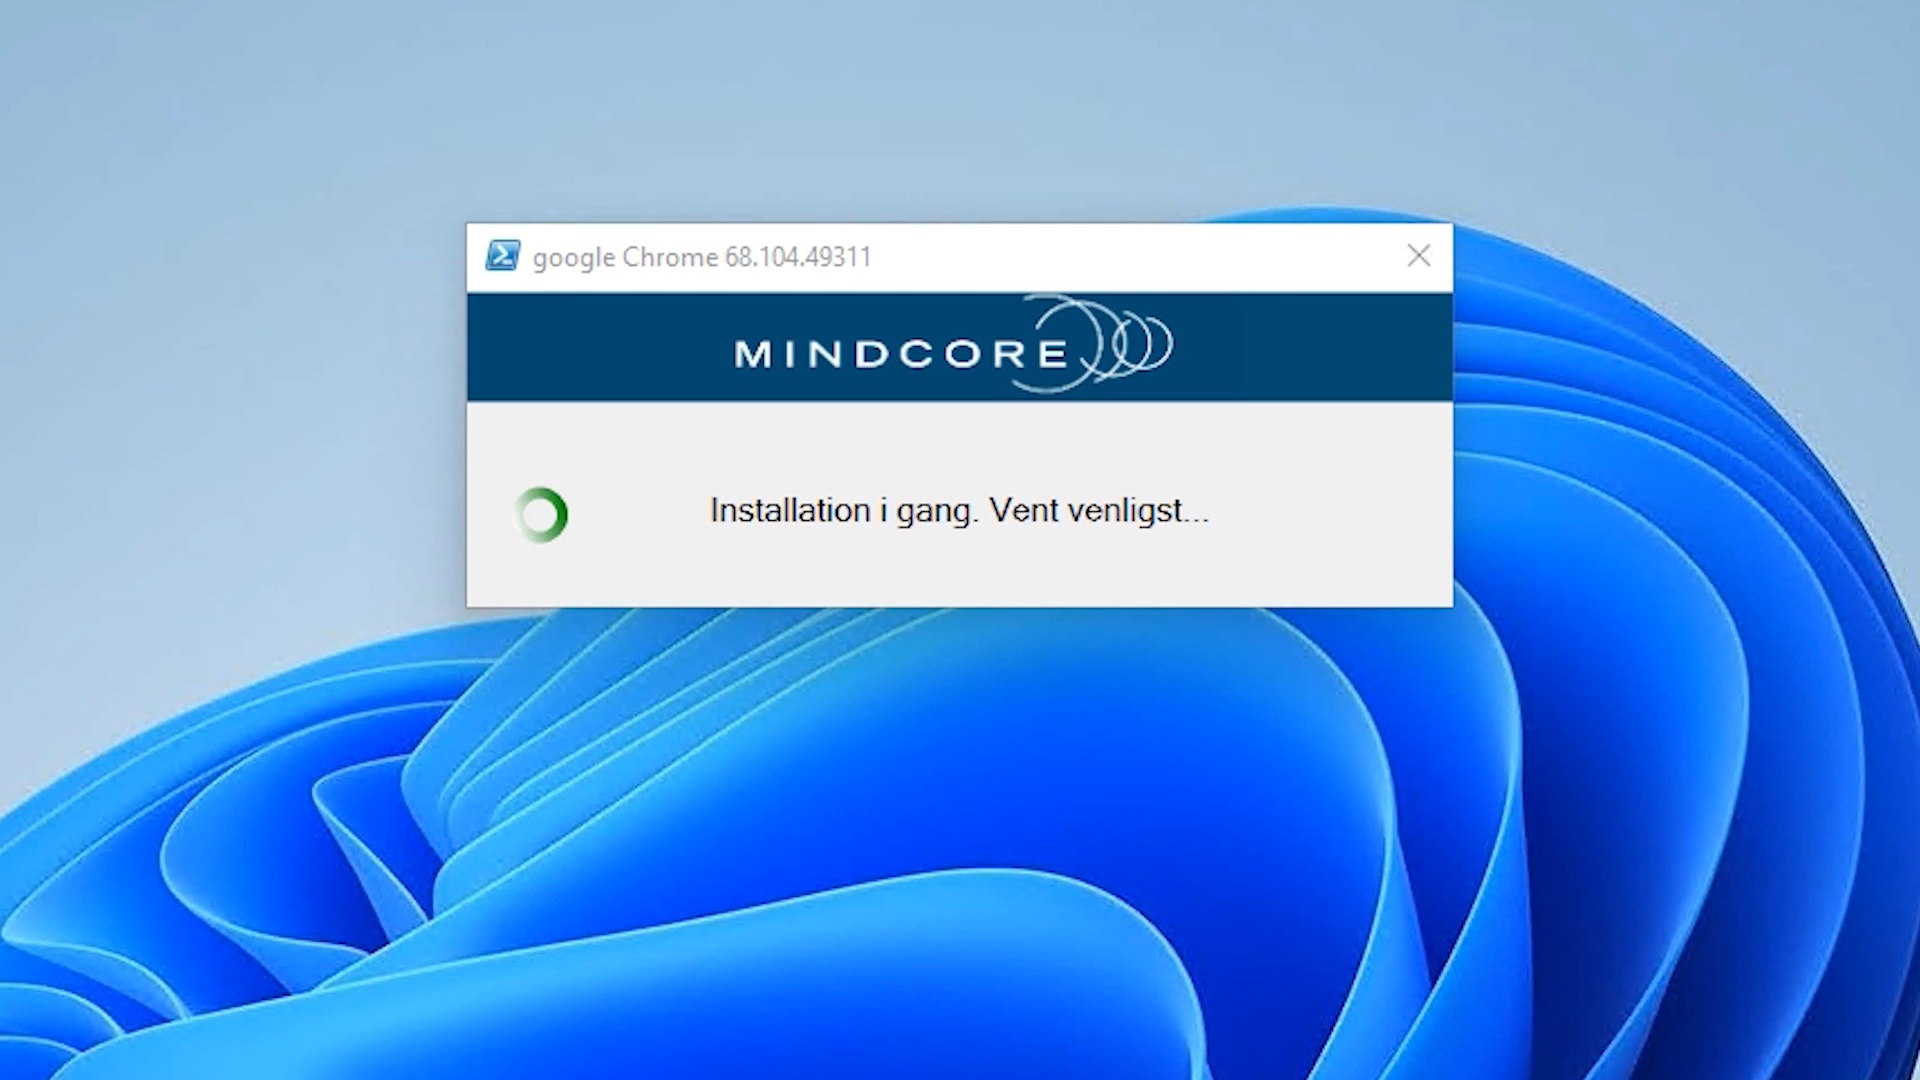 google Chrome 68.104.49311
MINDCORE
Installation i gang. Vent venligst...